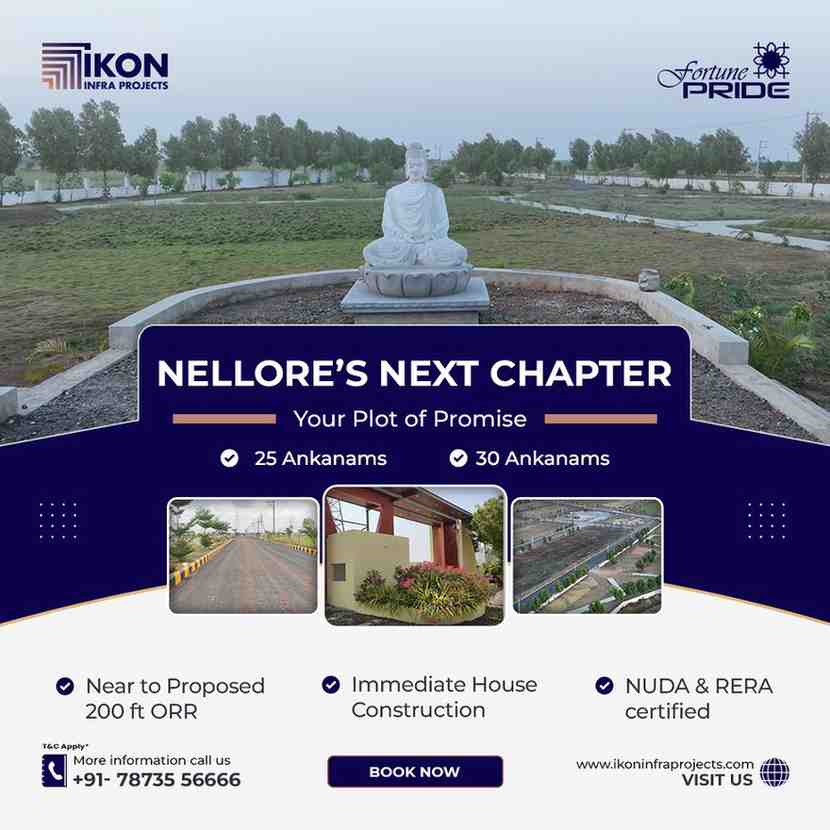 IKON
INFRA PROJECTS
Fortune
PRIDE
NELLORE'S NEXT CHAPTER
Your Plot of Promise
25 Ankanams
30 Ankanams
Near to Proposed
200 ft ORR
Immediate House
Construction
NUDA & RERA
certified
T&C Apply*
More information call us
+91- 78735 56666
BOOK NOW
www.ikoninfraprojects.com
VISIT US